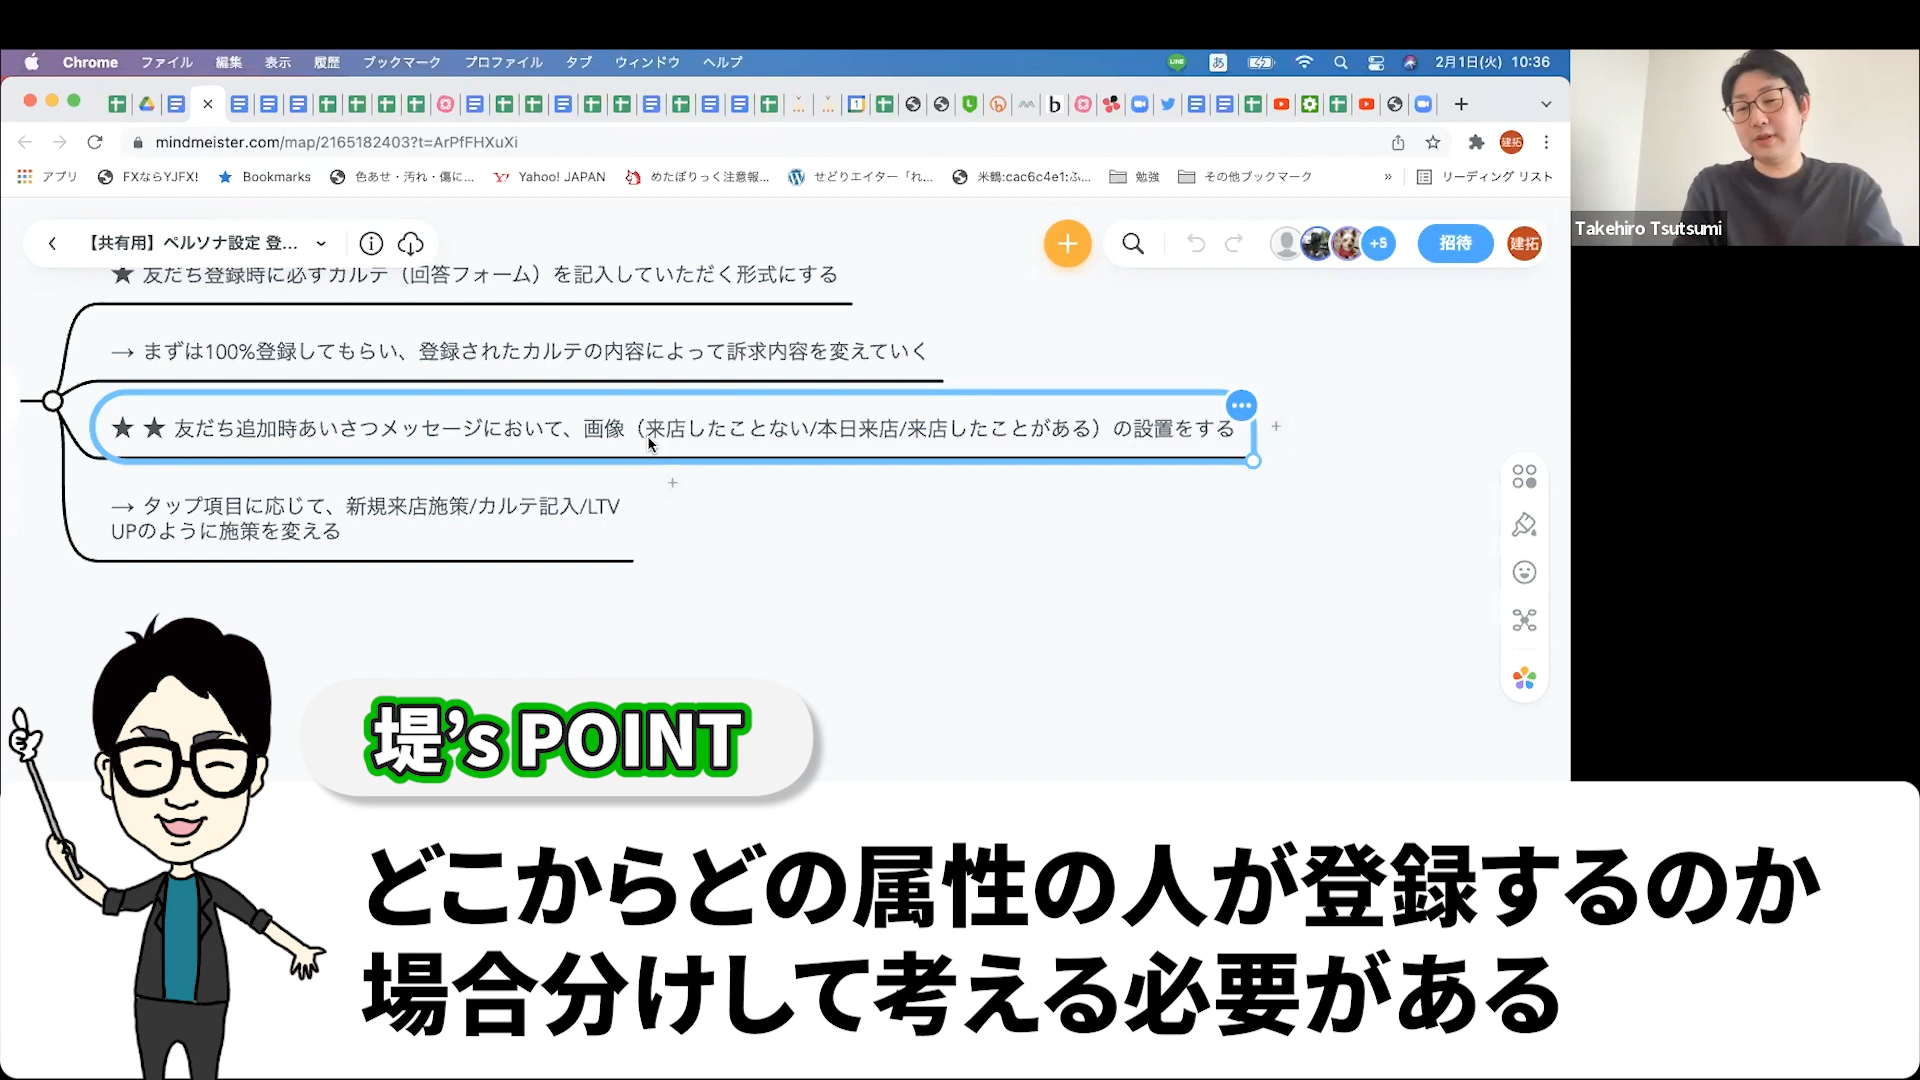 Chrome ファイル 編集 表示 履歴 ブックマーク プロファイル タブ ウィンドウ ヘルプ
LINE あ 2月1日(火) 10:36
mindmeister.com/map/2165182403?t=ArPfFHXuXi
建拓
アプリ FXならYJFX! Bookmarks 色あせ・汚れ・傷に... Yahoo! JAPAN めたぼりっく注意報... せどりエイター「れ... 米鶴:cac6c4e1:ふ... 勉強 その他ブックマーク » リーディング リスト
Takehiro Tsutsumi
【共有用】ペルソナ設定 登...
+5 招待 建拓
★ 友だち登録時に必ずカルテ（回答フォーム）を記入していただく形式にする
→ まずは100%登録してもらい、登録されたカルテの内容によって訴求内容を変えていく
★ ★ 友だち追加時あいさつメッセージにおいて、画像（来店したことない/本日来店/来店したことがある）の設置をする
→ タップ項目に応じて、新規来店施策/カルテ記入/LTV
UPのように施策を変える
堤's POINT
どこからどの属性の人が登録するのか
場合分けして考える必要がある